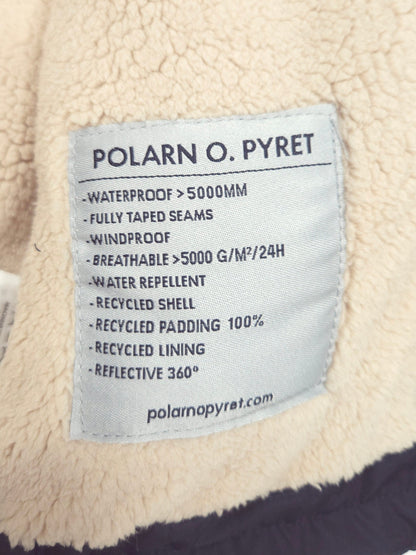 POLARN O. PYRET
-WATERPROOF > 5000MM
-FULLY TAPED SEAMS
-WINDPROOF
-BREATHABLE >5000 G/M²/24H
-WATER REPELLENT
-RECYCLED SHELL
-RECYCLED PADDING 100%
-RECYCLED LINING
-REFLECTIVE 360°
polarnopyret.com